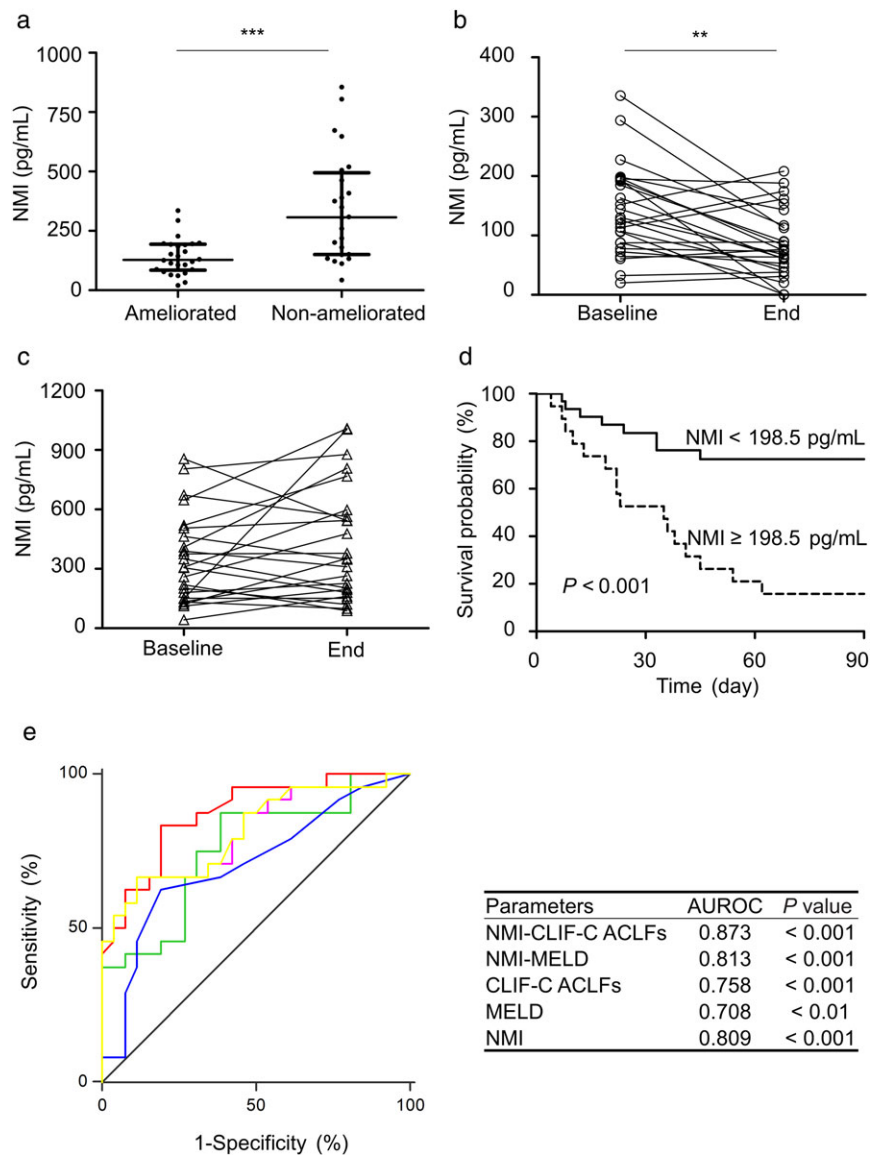 a
***
NMI (pg/mL)
1000
750
500
250
0
Ameliorated Non-ameliorated
b
**
NMI (pg/mL)
400
300
200
100
0
Baseline End
c
NMI (pg/mL)
1200
900
600
300
0
Baseline End
d
Survival probability (%)
100
80
60
40
20
0
NMI < 198.5 pg/mL
NMI ≥ 198.5 pg/mL
P < 0.001
0 30 60 90
Time (day)
e
Sensitivity (%)
100
50
0
0 50 100
1-Specificity (%)
Parameters AUROC P value
NMI-CLIF-C ACLFs 0.873 < 0.001
NMI-MELD 0.813 < 0.001
CLIF-C ACLFs 0.758 < 0.001
MELD 0.708 < 0.01
NMI 0.809 < 0.001